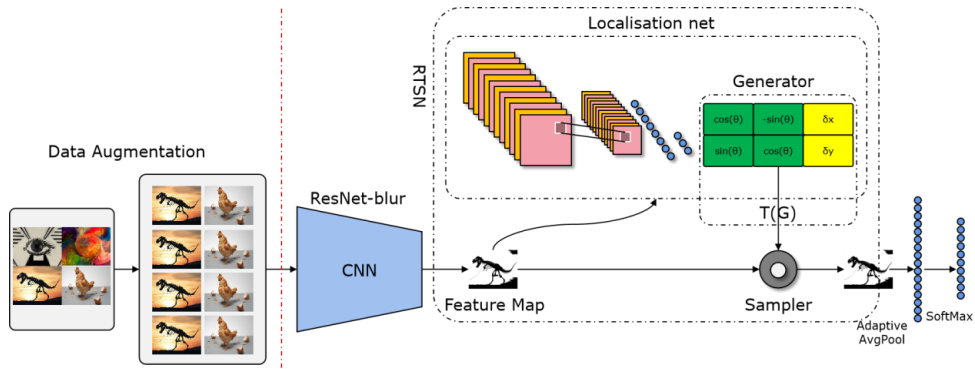 Localisation net
RTSN
Generator
cos(θ) -sin(θ) δx
sin(θ) cos(θ) δy
T(G)
Data Augmentation
ResNet-blur
CNN
Feature Map
Sampler
Adaptive
AvgPool
SoftMax